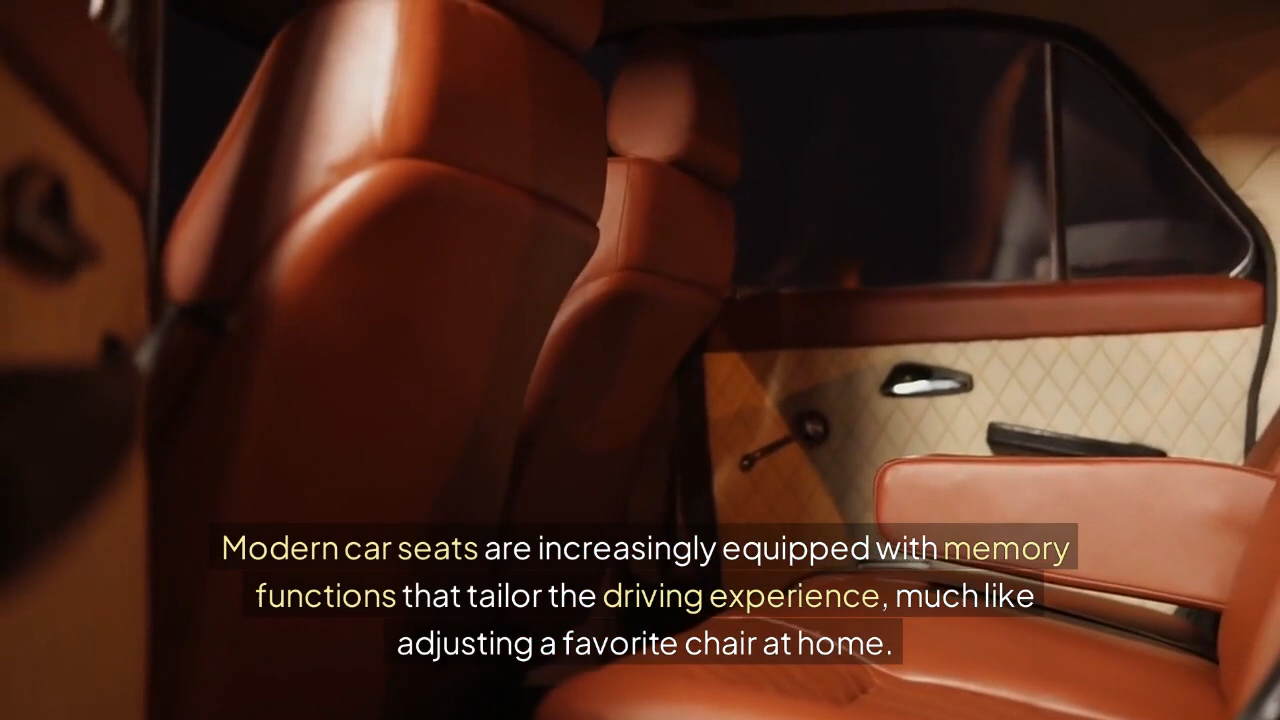 Modern car seats are increasingly equipped with memory
functions that tailor the driving experience, much like
adjusting a favorite chair at home.